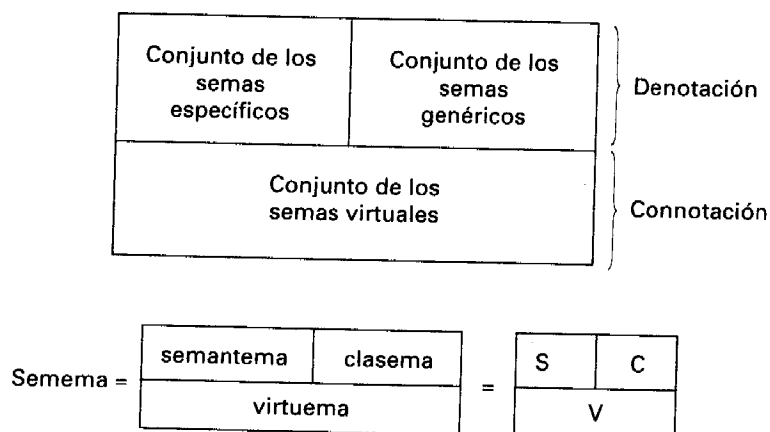 Conjunto de los
semas
específicos
Conjunto de los
semas
genéricos
Denotación
Conjunto de los
semas virtuales
Connotación
Semema =
semantema
clasema
virtuema
=
S
C
V